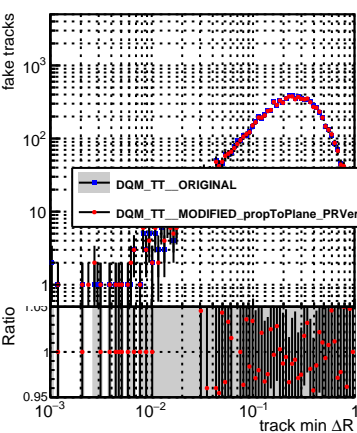 fake tracks
10³
10²
10
1
DQM_TT__ORIGINAL
DQM_TT__MODIFIED_propToPlane_PRVer
Ratio
1.05
1
0.95
10⁻³
10⁻²
10⁻¹
1
track min ΔR